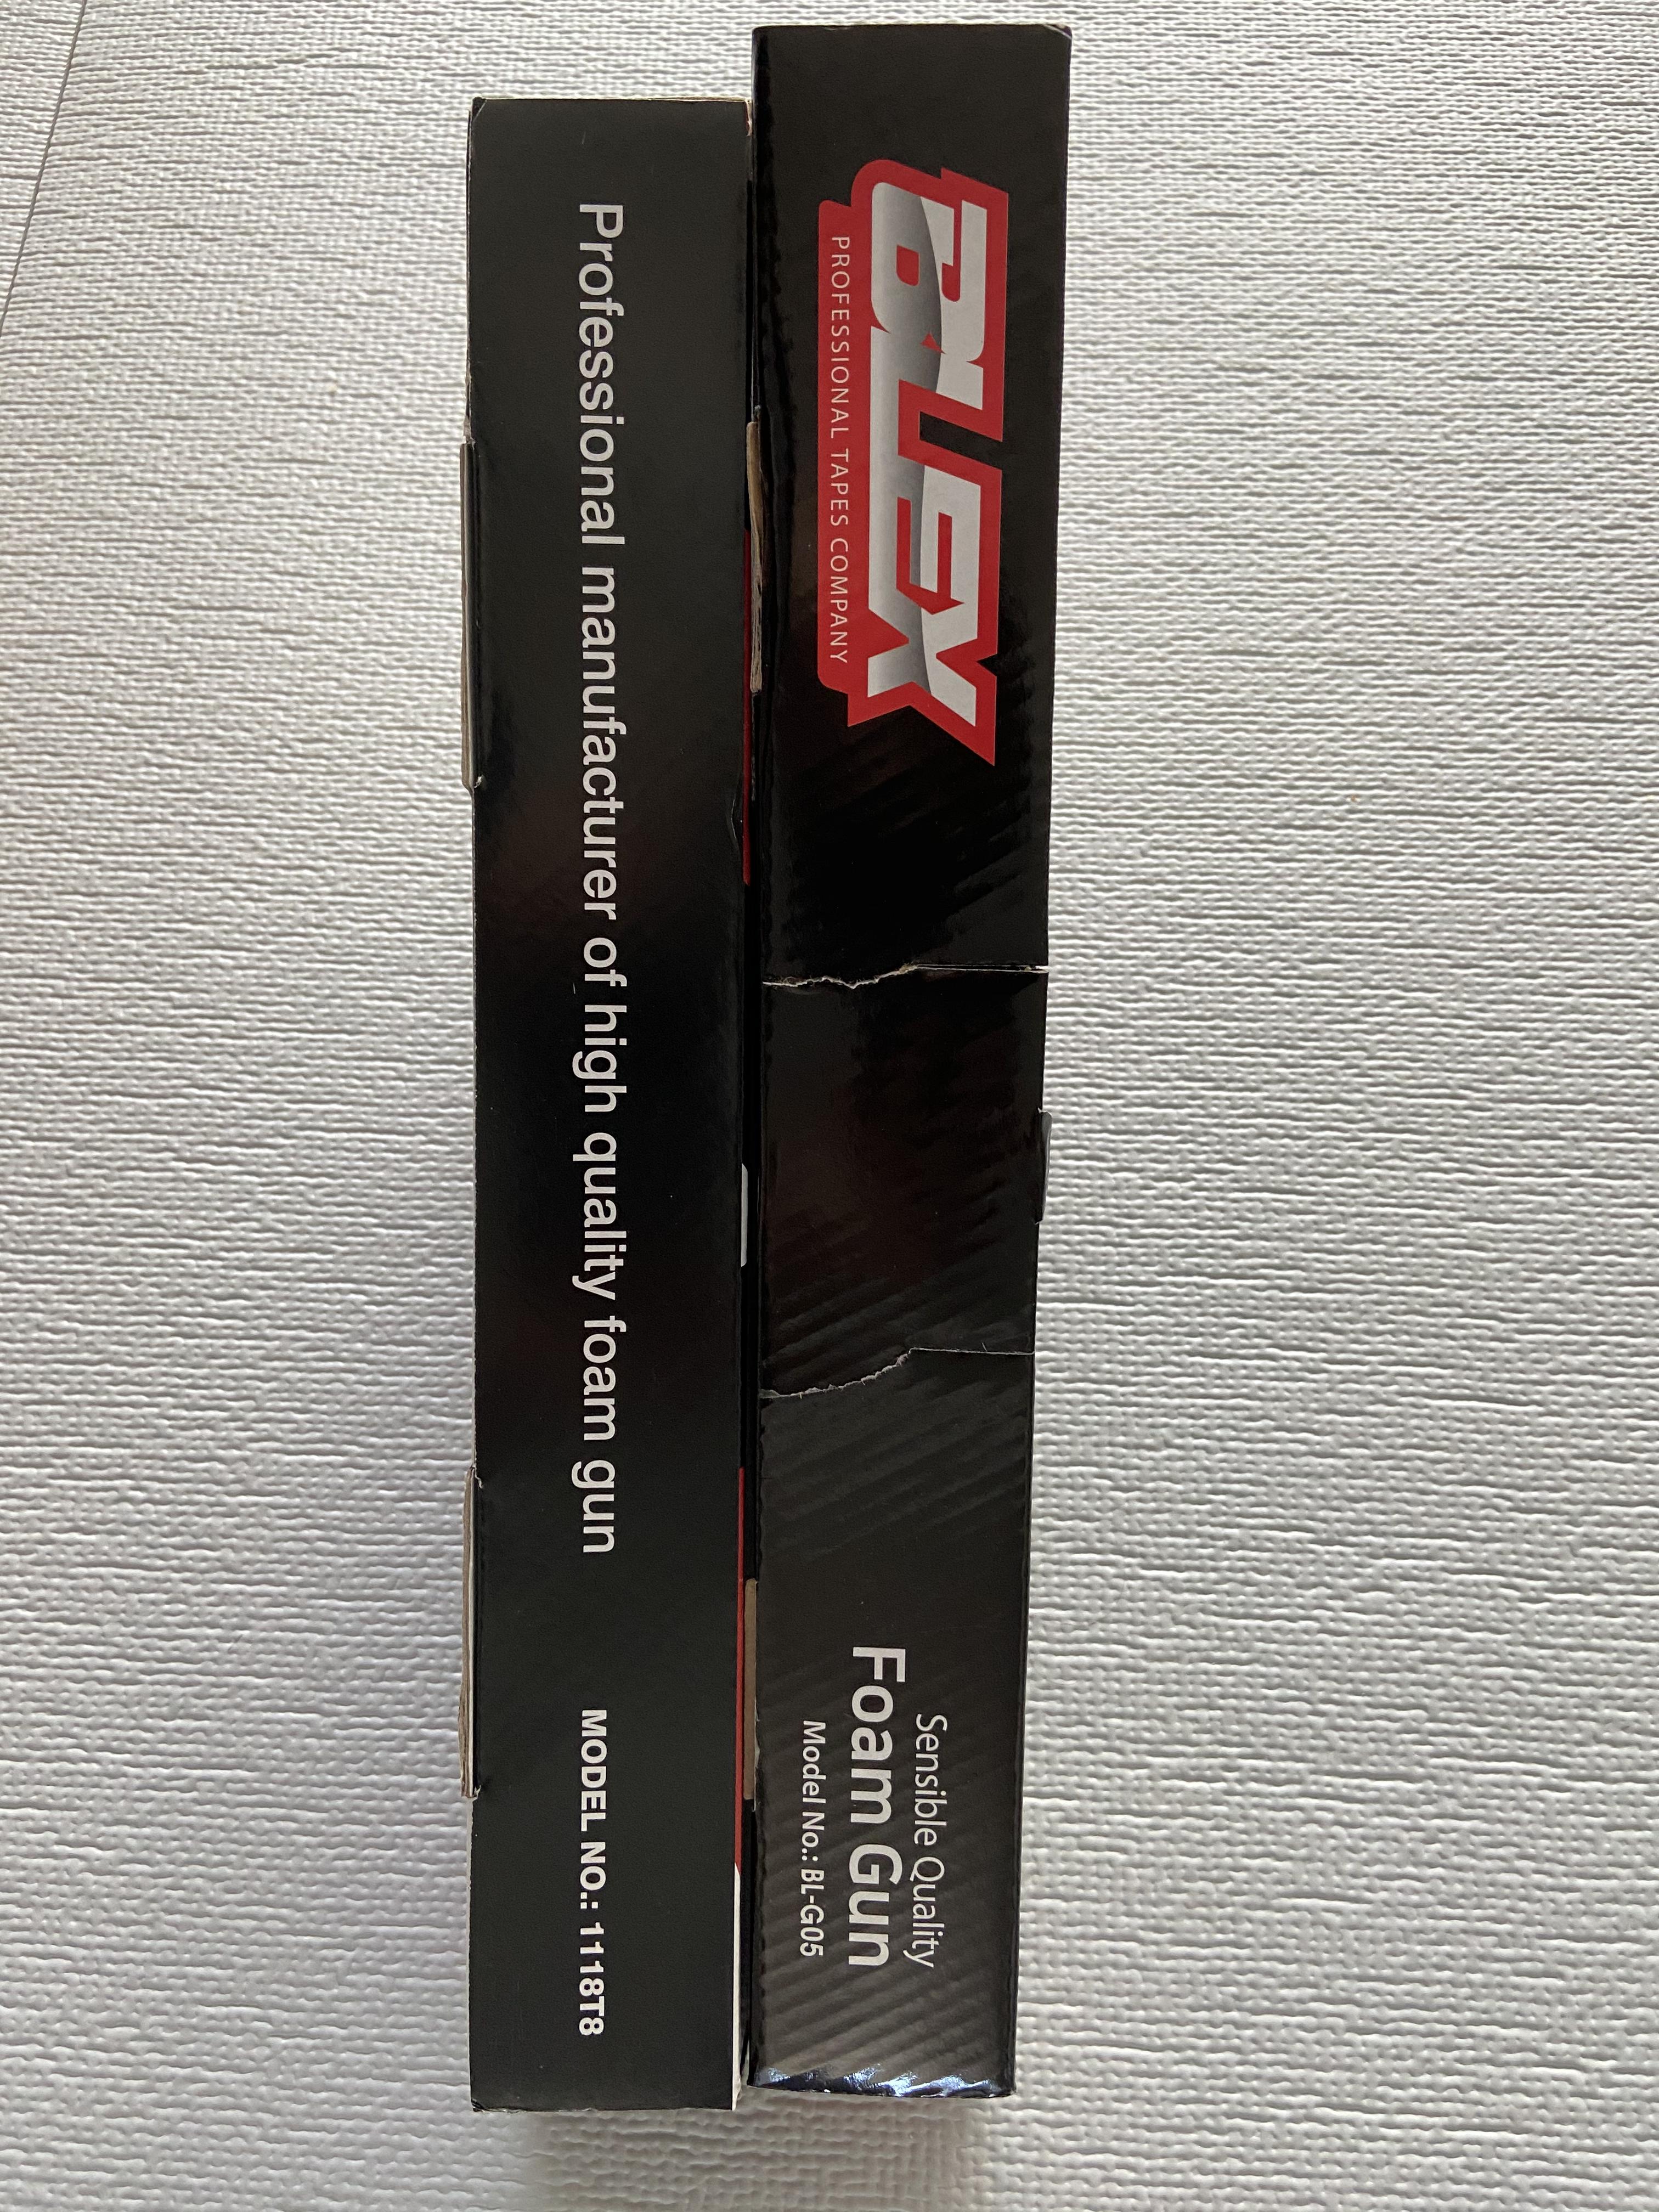 BLEX
PROFESSIONAL TAPES COMPANY
Sensible Quality
Foam Gun
Model No.: BL-G05
Professional manufacturer of high quality foam gun
MODEL NO.: 1118T8